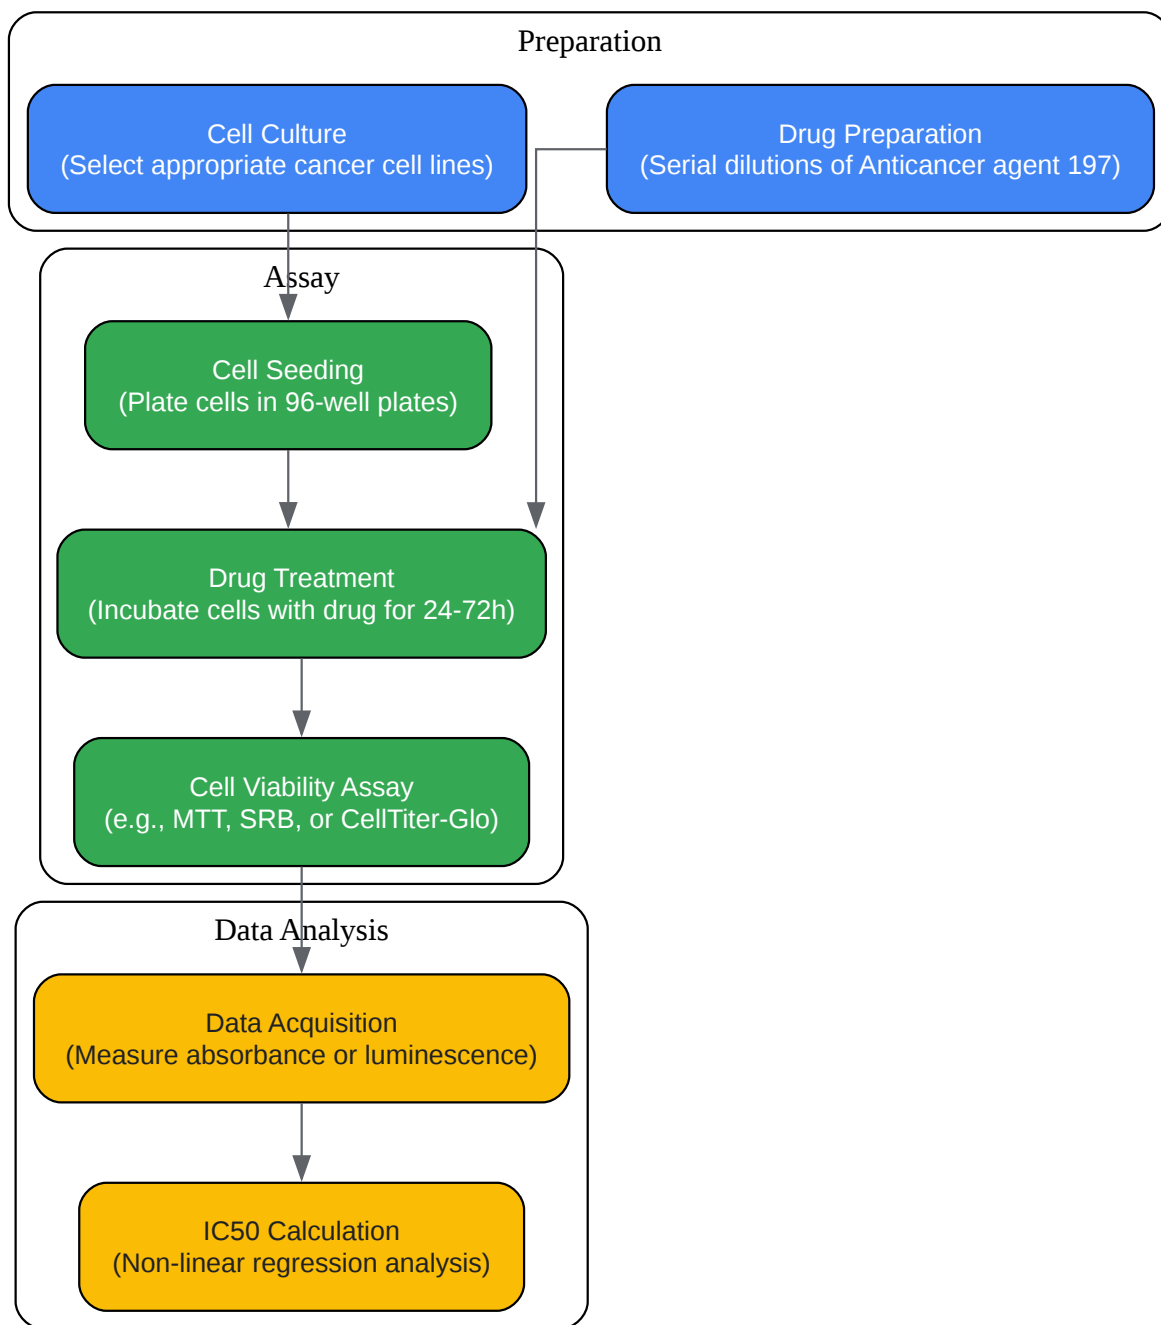 Preparation
Cell Culture
(Select appropriate cancer cell lines)
Drug Preparation
(Serial dilutions of Anticancer agent 197)
Assay
Cell Seeding
(Plate cells in 96-well plates)
Drug Treatment
(Incubate cells with drug for 24-72h)
Cell Viability Assay
(e.g., MTT, SRB, or CellTiter-Glo)
Data Analysis
Data Acquisition
(Measure absorbance or luminescence)
IC50 Calculation
(Non-linear regression analysis)